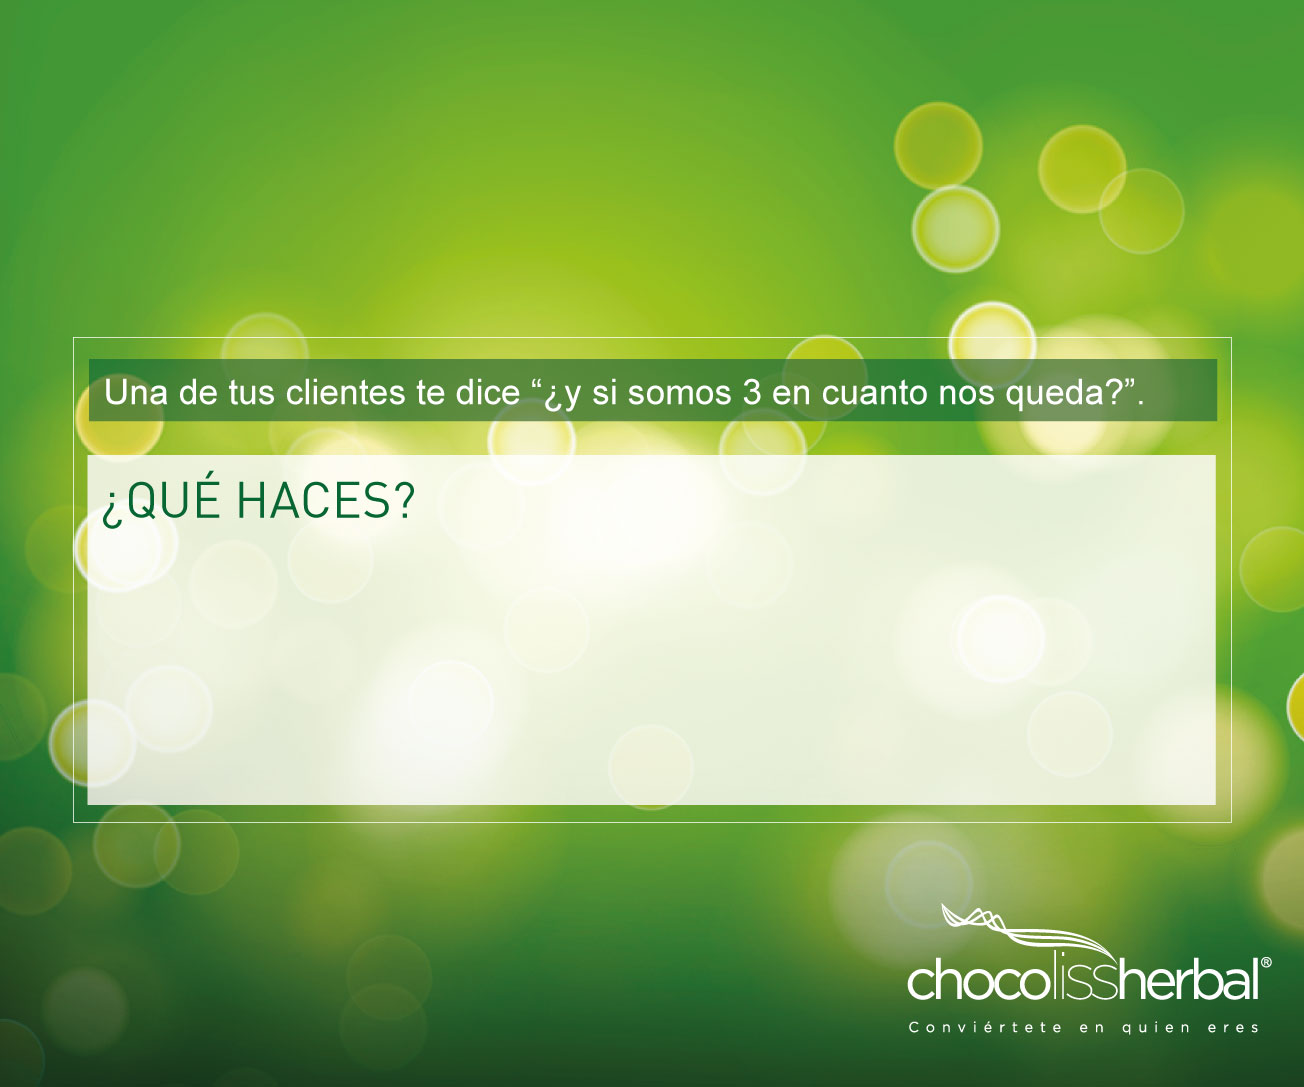 Una de tus clientes te dice “¿y si somos 3 en cuanto nos queda?”.
¿QUÉ HACES?
chocolissherbal®
Conviértete en quien eres